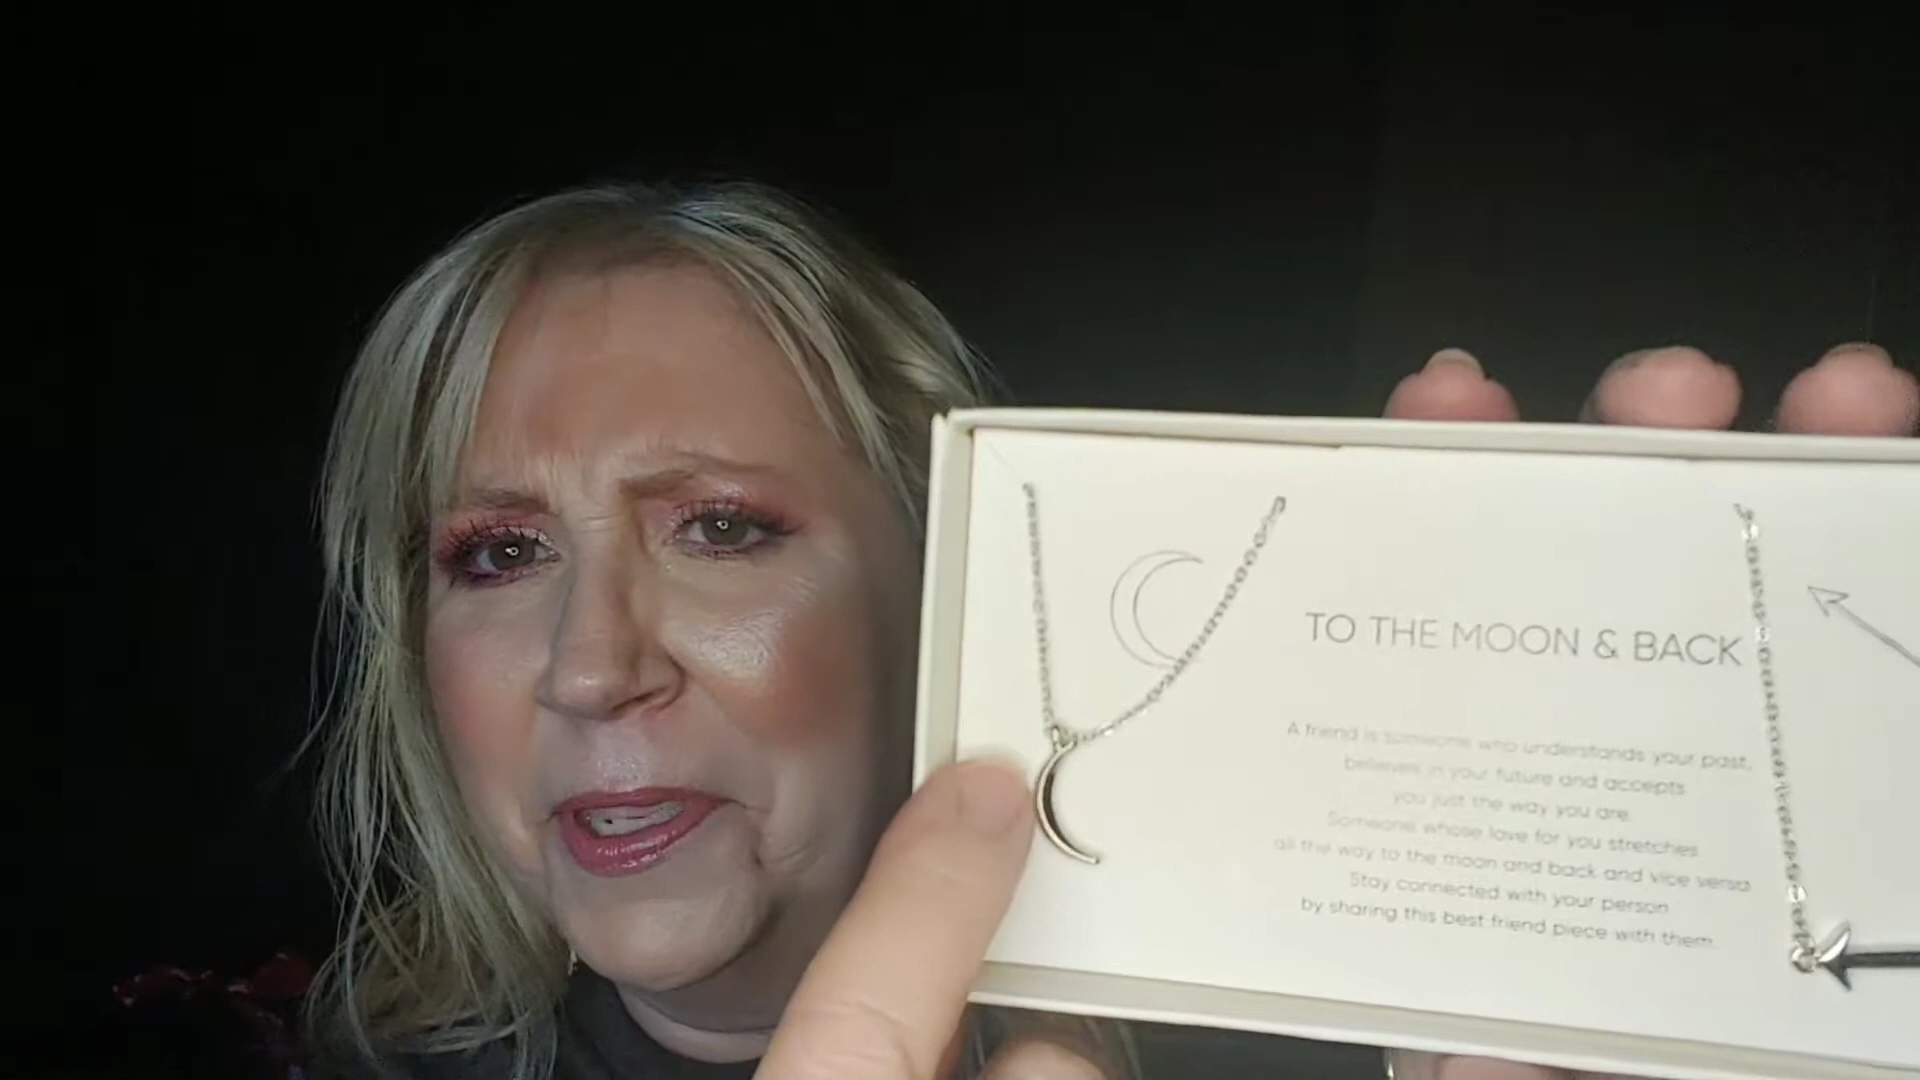 TO THE MOON & BACK
A friend is someone who understands your past,
believes in your future and accepts
you just the way you are.
Someone whose love for you stretches
all the way to the moon and back and vice versa
Stay connected with your person
by sharing this best friend piece with them.